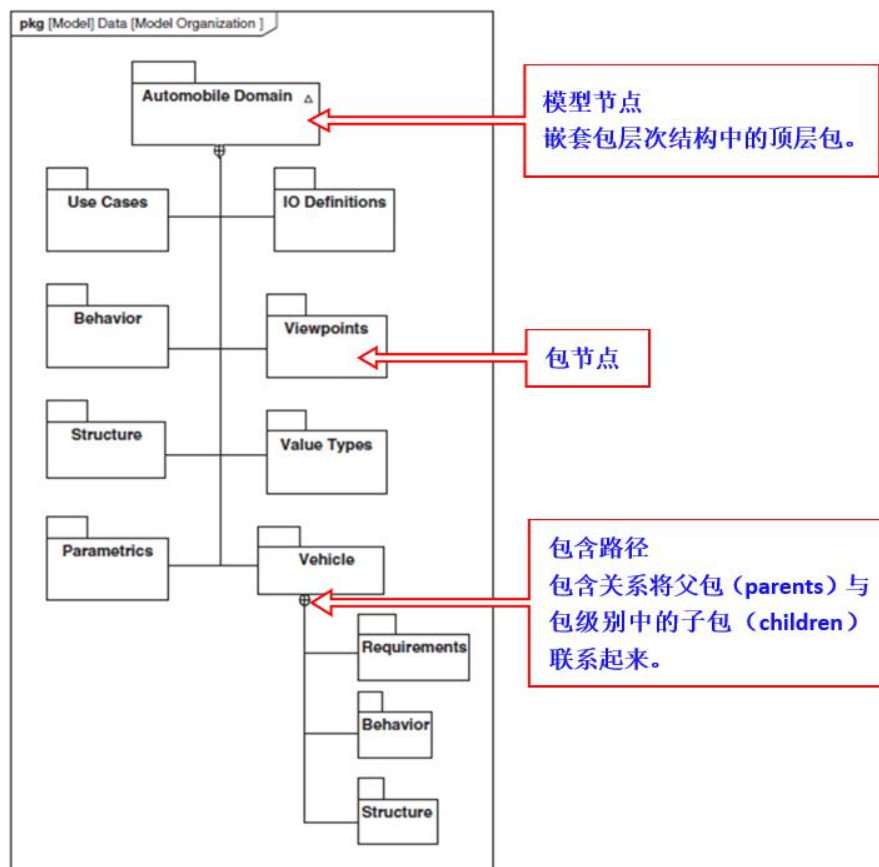 pkg [Model] Data [Model Organization ]
Automobile Domain
模型节点
嵌套包层次结构中的顶层包。
Use Cases
IO Definitions
Behavior
Viewpoints
包节点
Structure
Value Types
Parametrics
Vehicle
包含路径
包含关系将父包（parents）与
包级别中的子包（children）
联系起来。
Requirements
Behavior
Structure